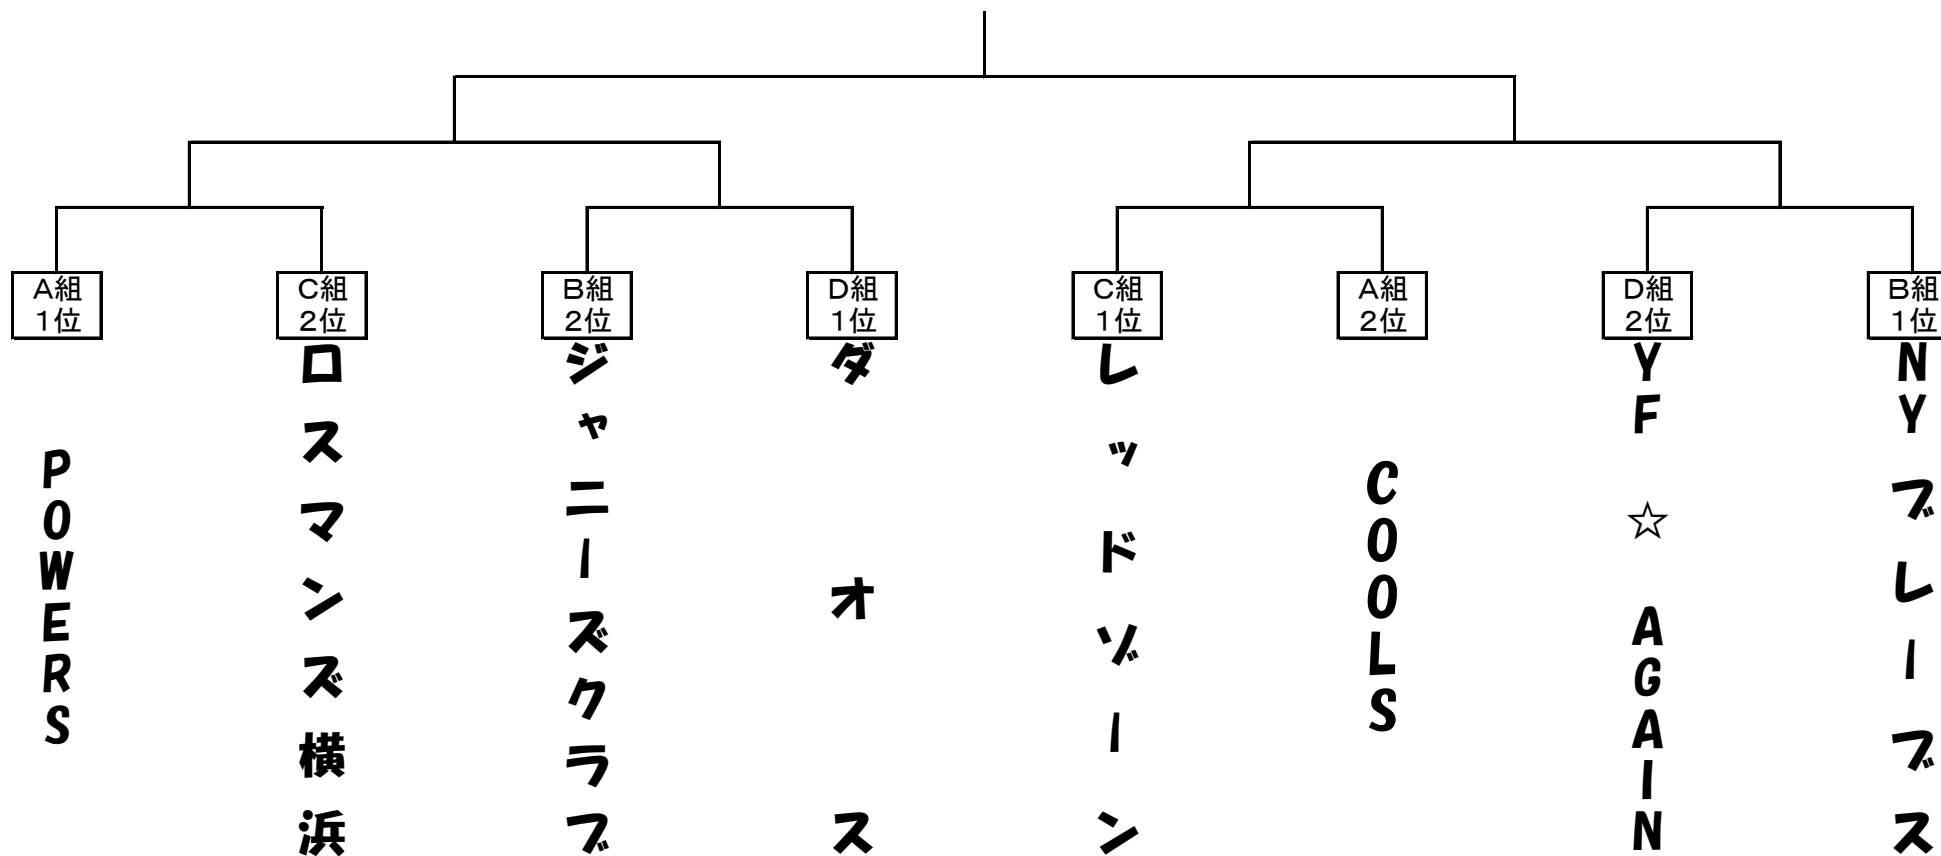 A組
1位
POWERS
C組
2位
ロスマンズ横浜
B組
2位
ジャニーズクラブ
D組
1位
ダオス
C組
1位
レッドゾーン
A組
2位
COOLS
D組
2位
YF☆AGAIN
B組
1位
NYブレーブス